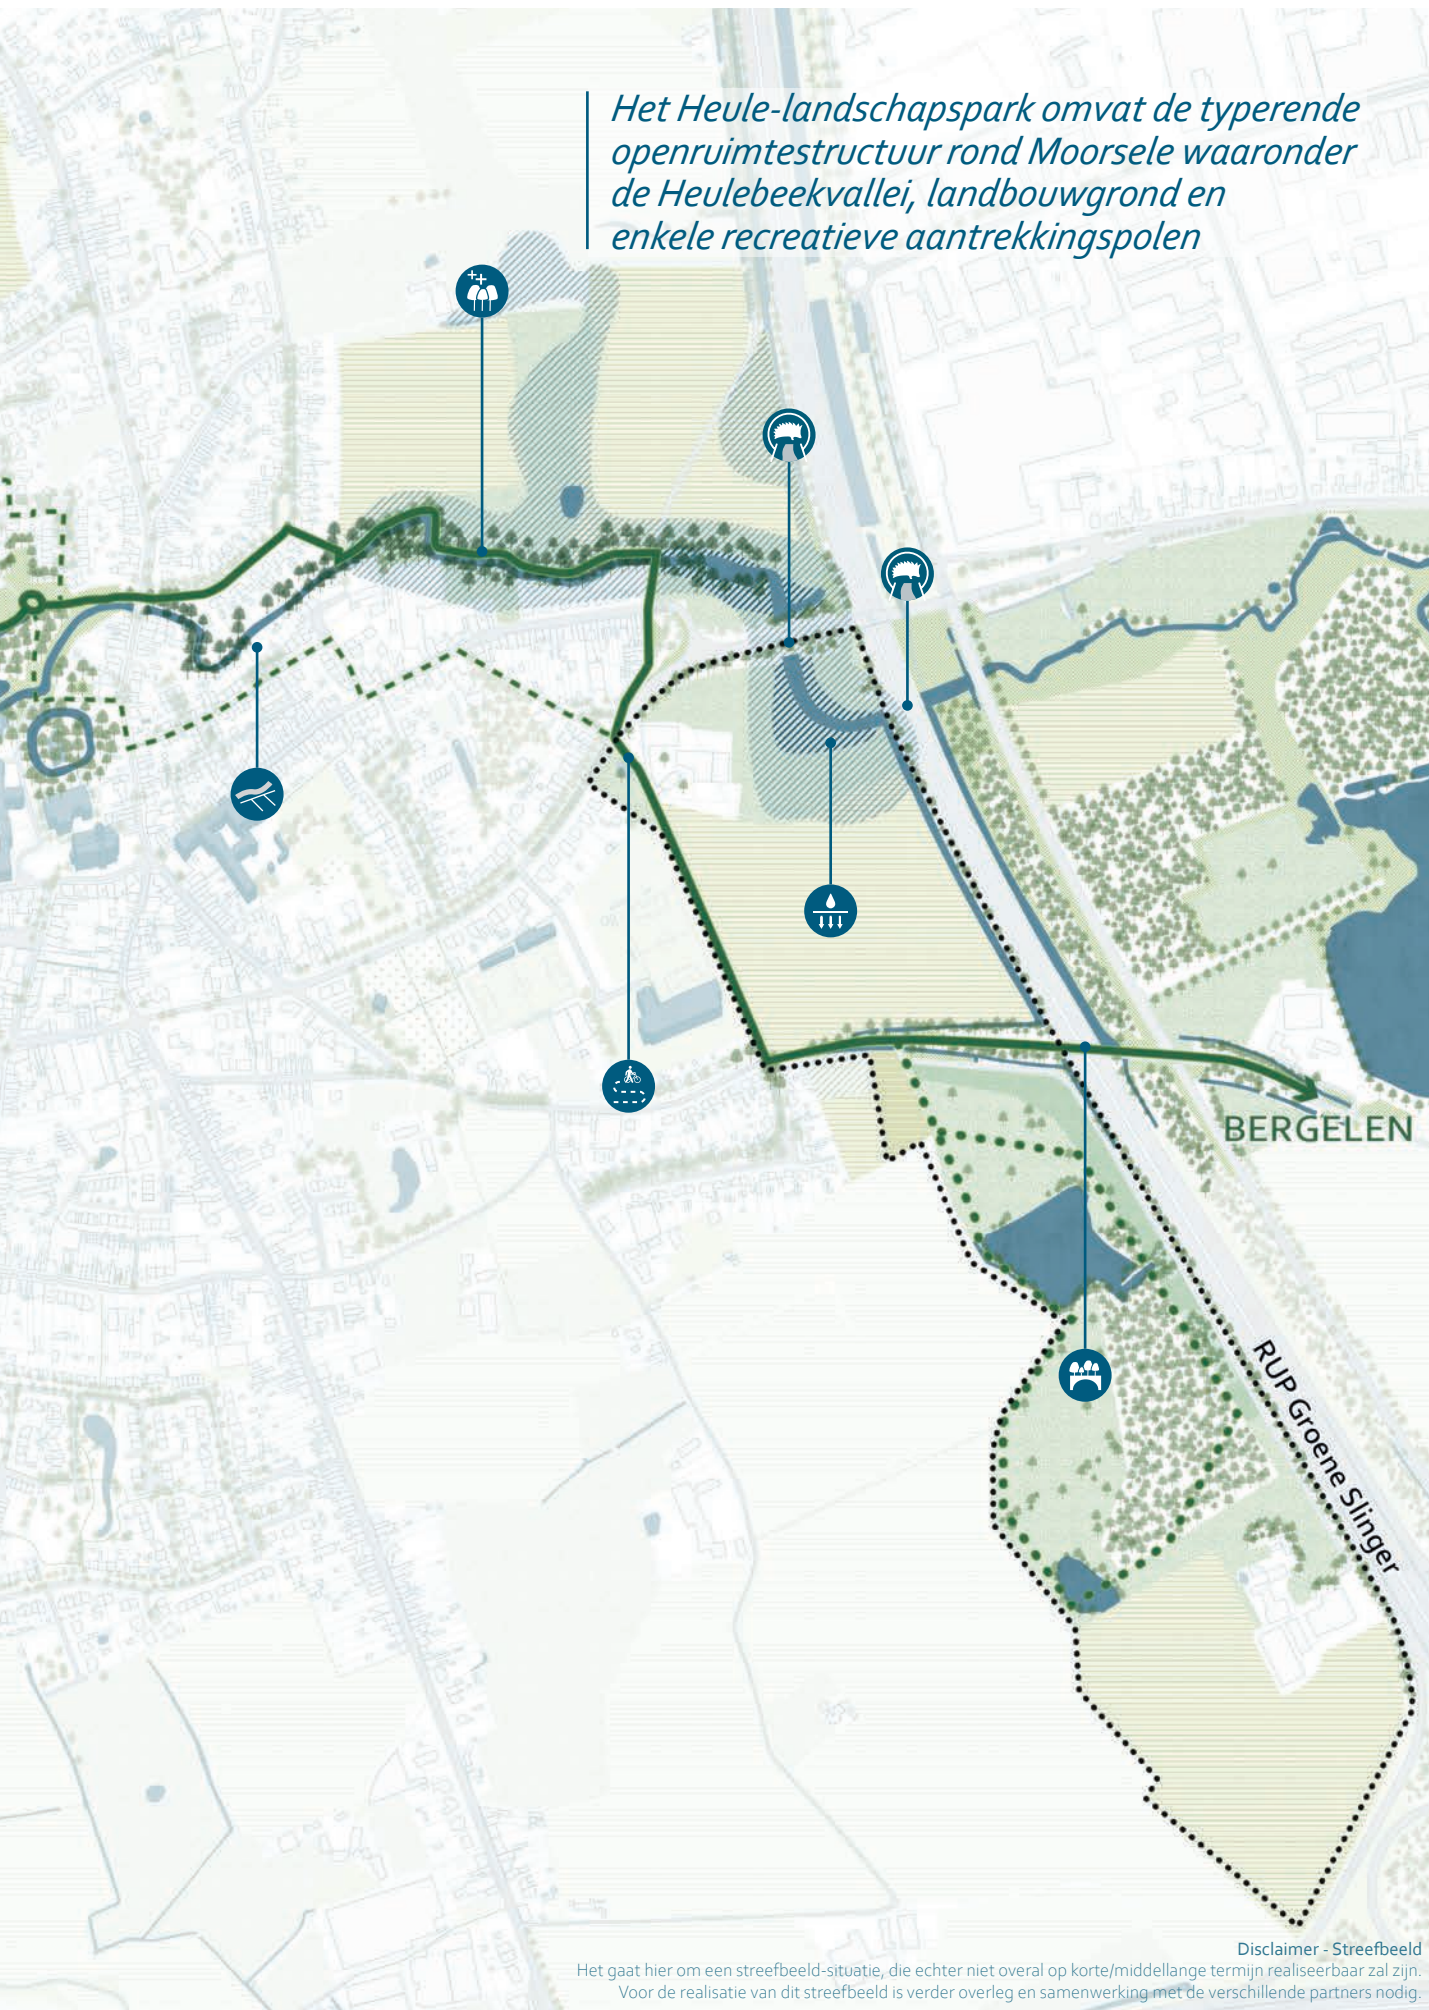 Het Heule-landschapspark omvat de typerende
openruimtestructuur rond Moorsele waaronder
de Heulebeekvallei, landbouwgrond en
enkele recreatieve aantrekkingspolen
BERGELEN
RUP Groene Slinger
Disclaimer - Streefbeeld
Het gaat hier om een streefbeeld-situatie, die echter niet overal op korte/middellange termijn realiseerbaar zal zijn.
Voor de realisatie van dit streefbeeld is verder overleg en samenwerking met de verschillende partners nodig.